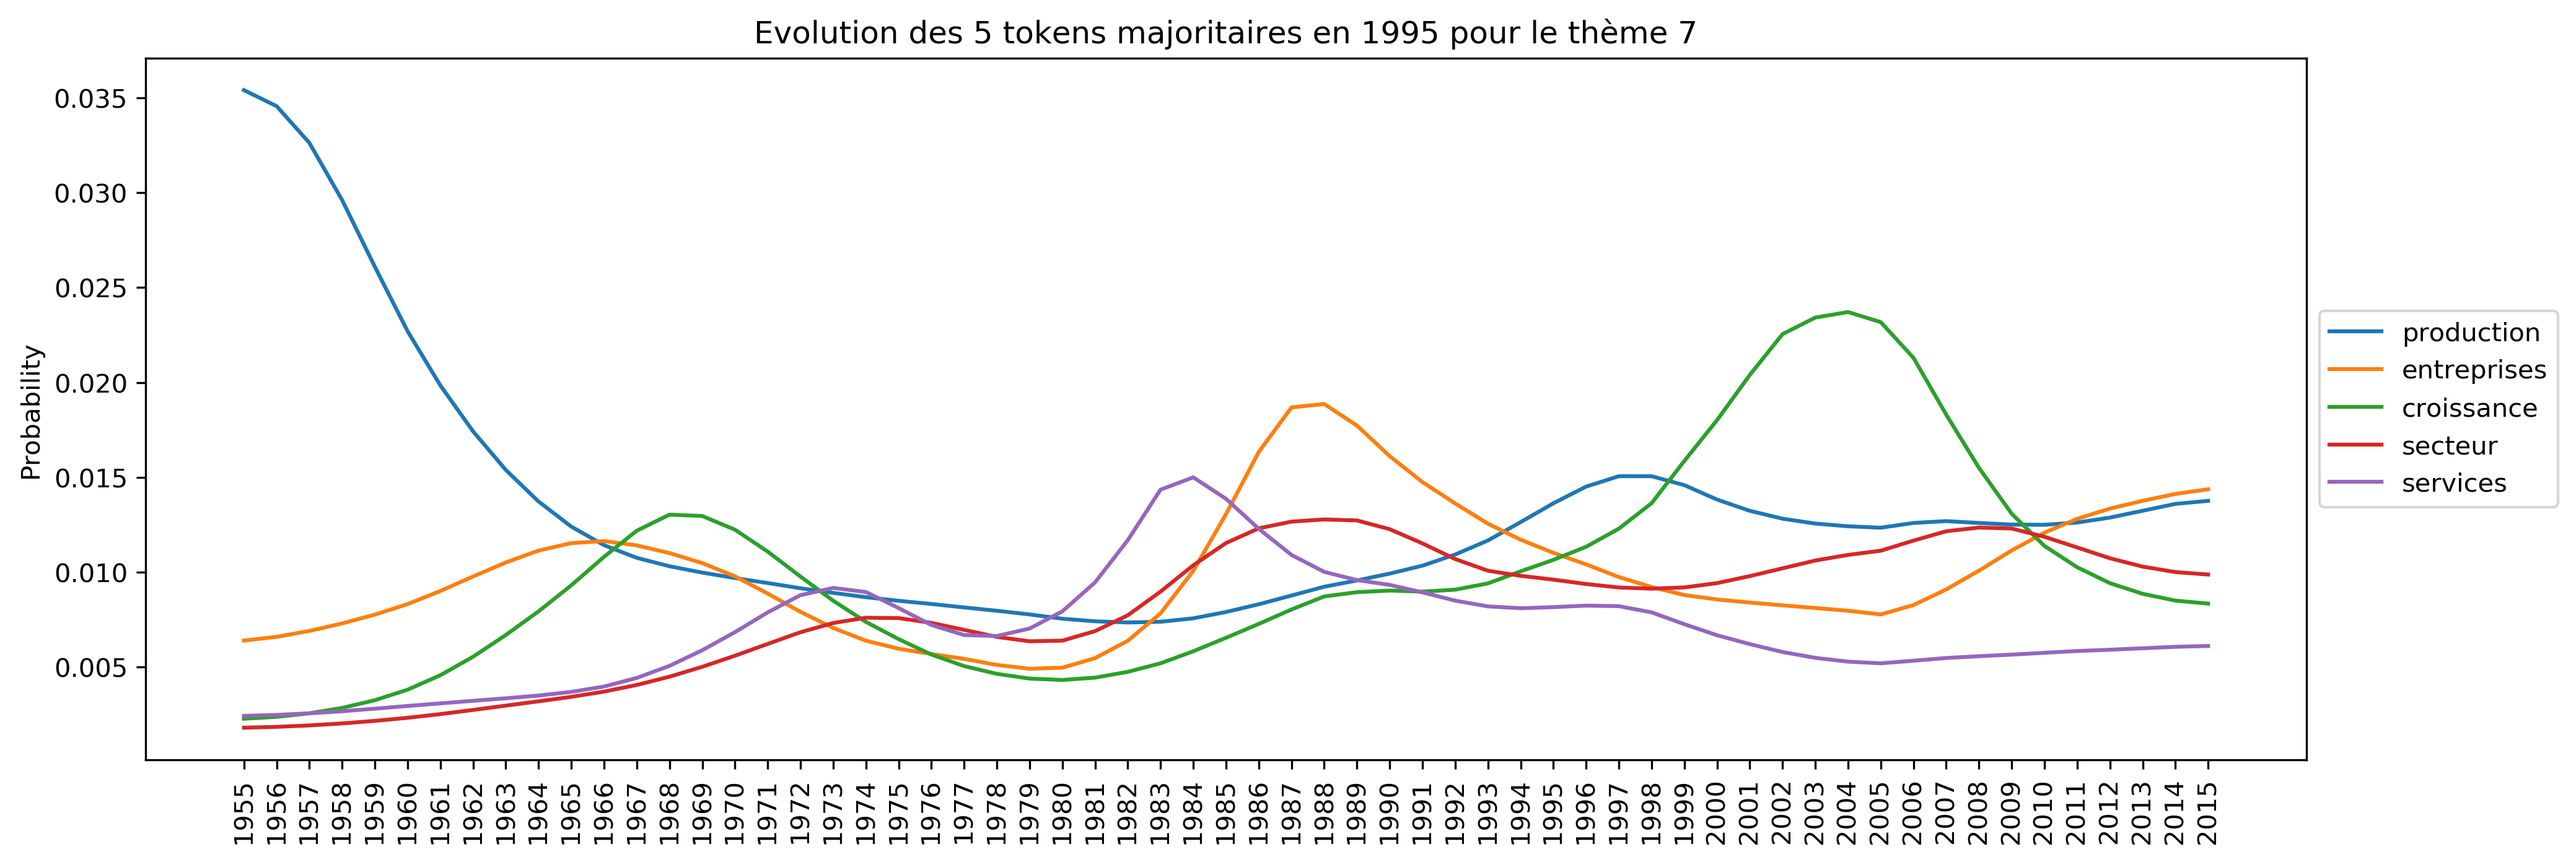 Evolution des 5 tokens majoritaires en 1995 pour le thème 7
Probability
0.035
0.030
0.025
0.020
0.015
0.010
0.005
1955 1956 1957 1958 1959 1960 1961 1962 1963 1964 1965 1966 1967 1968 1969 1970 1971 1972 1973 1974 1975 1976 1977 1978 1979 1980 1981 1982 1983 1984 1985 1986 1987 1988 1989 1990 1991 1992 1993 1994 1995 1996 1997 1998 1999 2000 2001 2002 2003 2004 2005 2006 2007 2008 2009 2010 2011 2012 2013 2014 2015
production
entreprises
croissance
secteur
services